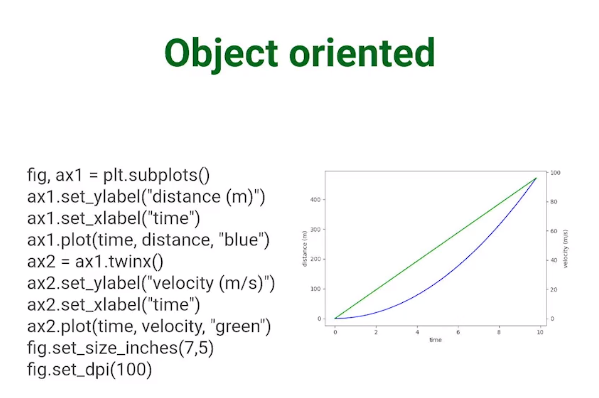 Object oriented
fig, ax1 = plt.subplots()
ax1.set_ylabel("distance (m)")
ax1.set_xlabel("time")
ax1.plot(time, distance, "blue")
ax2 = ax1.twinx()
ax2.set_ylabel("velocity (m/s)")
ax2.set_xlabel("time")
ax2.plot(time, velocity, "green")
fig.set_size_inches(7,5)
fig.set_dpi(100)
distance (m)
400
300
200
100
0
0 2 4 6 8 10
time
100
80
60
40
20
0
velocity (m/s)